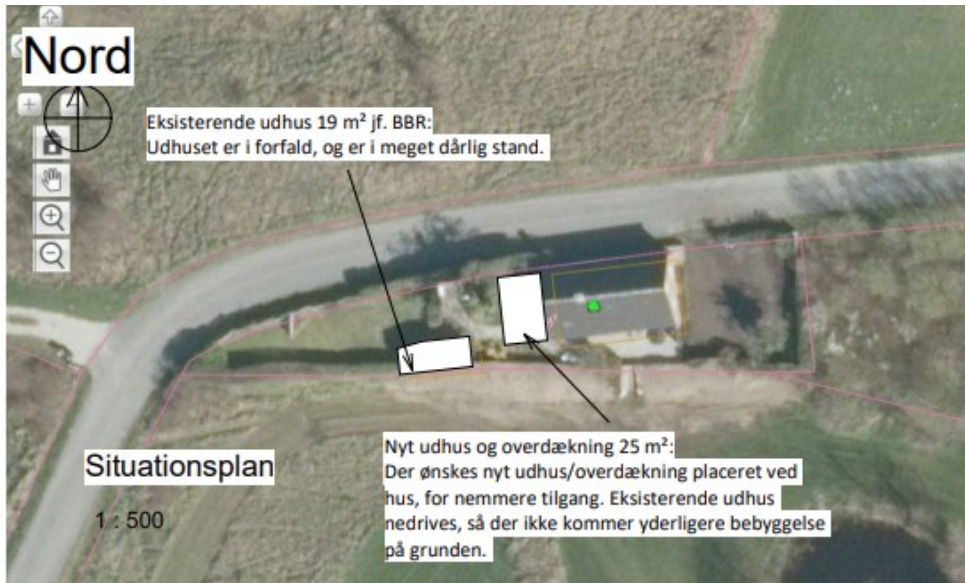 Nord
Eksisterende udhus 19 m² jf. BBR:
Udhuset er i forfald, og er i meget dårlig stand.
Nyt udhus og overdækning 25 m²:
Der ønskes nyt udhus/overdækning placeret ved
hus, for nemmere tilgang. Eksisterende udhus
nedrives, så der ikke kommer yderligere bebyggelse
på grunden.
Situationsplan
1 : 500